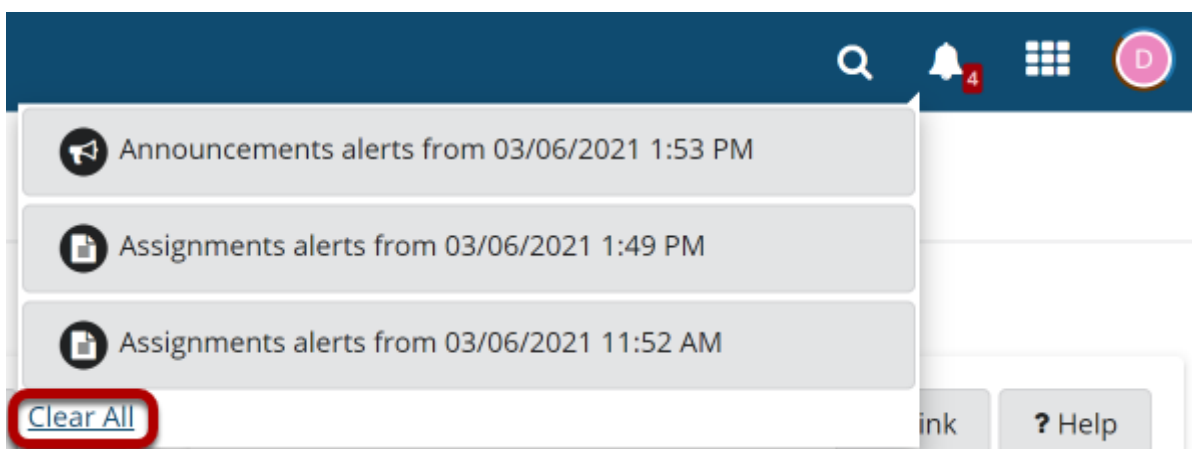 4
D
Announcements alerts from 03/06/2021 1:53 PM
Assignments alerts from 03/06/2021 1:49 PM
Assignments alerts from 03/06/2021 11:52 AM
Clear All
ink
? Help